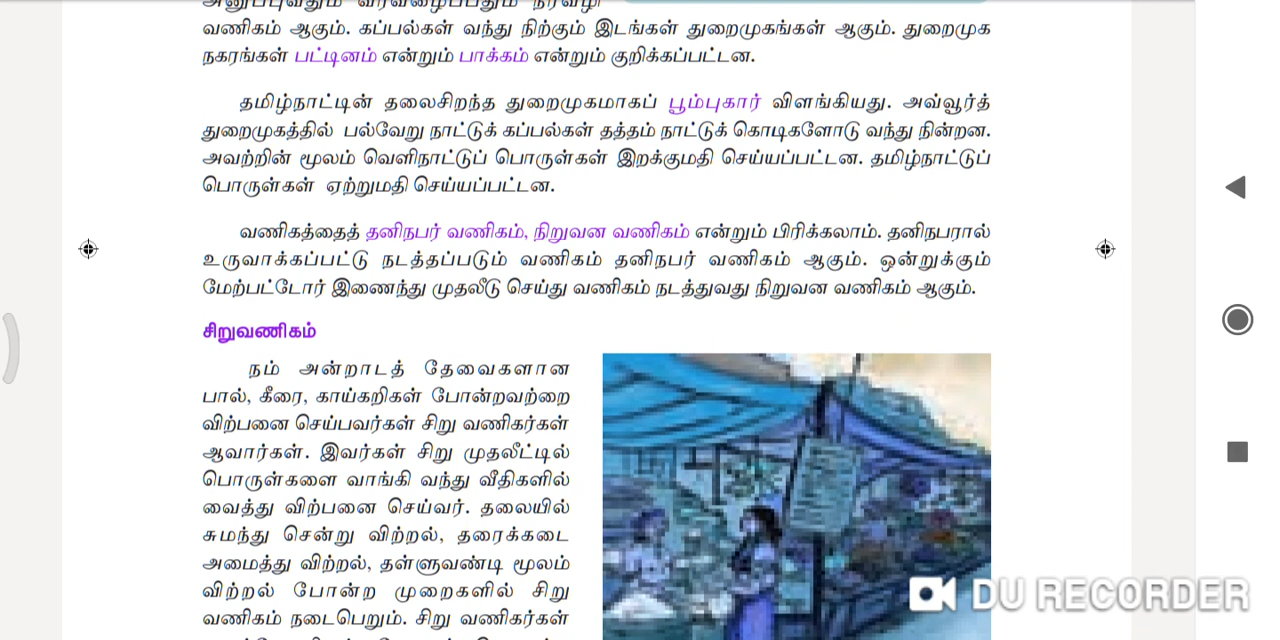 அனுப்புவதும் வரவழைப்பதும் நீர்வழி
வணிகம் ஆகும். கப்பல்கள் வந்து நிற்கும் இடங்கள் துறைமுகங்கள் ஆகும். துறைமுக
நகரங்கள் பட்டினம் என்றும் பாக்கம் என்றும் குறிக்கப்பட்டன.
தமிழ்நாட்டின் தலைசிறந்த துறைமுகமாகப் பூம்புகார் விளங்கியது. அவ்வூர்த்
துறைமுகத்தில் பல்வேறு நாட்டுக் கப்பல்கள் தத்தம் நாட்டுக் கொடிகளோடு வந்து நின்றன.
அவற்றின் மூலம் வெளிநாட்டுப் பொருள்கள் இறக்குமதி செய்யப்பட்டன. தமிழ்நாட்டுப்
பொருள்கள் ஏற்றுமதி செய்யப்பட்டன.
வணிகத்தைத் தனிநபர் வணிகம், நிறுவன வணிகம் என்றும் பிரிக்கலாம். தனிநபரால்
உருவாக்கப்பட்டு நடத்தப்படும் வணிகம் தனிநபர் வணிகம் ஆகும். ஒன்றுக்கும்
மேற்பட்டோர் இணைந்து முதலீடு செய்து வணிகம் நடத்துவது நிறுவன வணிகம் ஆகும்.
சிறுவணிகம்
நம் அன்றாடத் தேவைகளான
பால், கீரை, காய்கறிகள் போன்றவற்றை
விற்பனை செய்பவர்கள் சிறு வணிகர்கள்
ஆவார்கள். இவர்கள் சிறு முதலீட்டில்
பொருள்களை வாங்கி வந்து வீதிகளில்
வைத்து விற்பனை செய்வர். தலையில்
சுமந்து சென்று விற்றல், தரைக்கடை
அமைத்து விற்றல், தள்ளுவண்டி மூலம்
விற்றல் போன்ற முறைகளில் சிறு
வணிகம் நடைபெறும். சிறு வணிகர்கள்
DU RECORDER